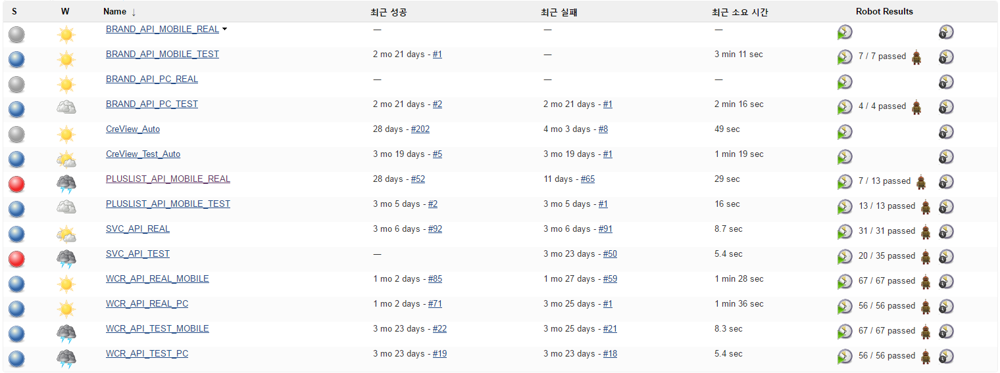 S W Name ↓ 최근 성공 최근 실패 최근 소요 시간 Robot Results
BRAND_API_MOBILE_REAL — — —
BRAND_API_MOBILE_TEST 2 mo 21 days - #1 — 3 min 11 sec 7 / 7 passed
BRAND_API_PC_REAL — — —
BRAND_API_PC_TEST 2 mo 21 days - #2 2 mo 21 days - #1 2 min 16 sec 4 / 4 passed
CreView_Auto 28 days - #202 4 mo 3 days - #8 49 sec
CreView_Test_Auto 3 mo 19 days - #5 3 mo 19 days - #1 1 min 19 sec
PLUSLIST_API_MOBILE_REAL 28 days - #52 11 days - #65 29 sec 7 / 13 passed
PLUSLIST_API_MOBILE_TEST 3 mo 5 days - #2 3 mo 5 days - #1 16 sec 13 / 13 passed
SVC_API_REAL 3 mo 6 days - #92 3 mo 6 days - #91 8.7 sec 31 / 31 passed
SVC_API_TEST — 3 mo 23 days - #50 5.4 sec 20 / 35 passed
WCR_API_REAL_MOBILE 1 mo 2 days - #85 1 mo 27 days - #59 1 min 28 sec 67 / 67 passed
WCR_API_REAL_PC 1 mo 2 days - #71 3 mo 25 days - #1 1 min 36 sec 56 / 56 passed
WCR_API_TEST_MOBILE 3 mo 23 days - #22 3 mo 25 days - #21 8.3 sec 67 / 67 passed
WCR_API_TEST_PC 3 mo 23 days - #19 3 mo 23 days - #18 5.4 sec 56 / 56 passed